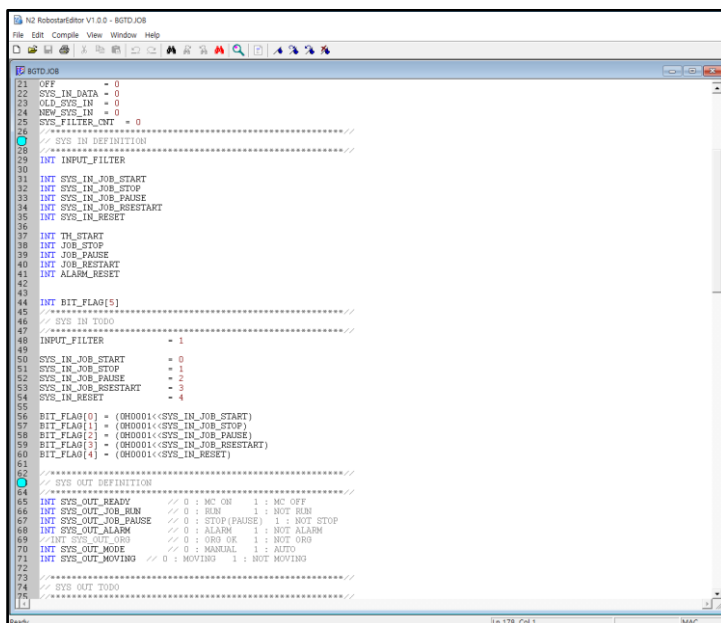 N2 RobostarEditor V1.0.0 - BGTD.JOB
File Edit Compile View Window Help
BGTD.JOB
21 OFF = 0
22 SYS_IN_DATA = 0
23 OLD_SYS_IN = 0
24 NEW_SYS_IN = 0
25 SYS_FILTER_CNT = 0
26 //******************************************************//
// SYS IN DEFINITION
28 //******************************************************//
29 INT INPUT_FILTER
30
31 INT SYS_IN_JOB_START
32 INT SYS_IN_JOB_STOP
33 INT SYS_IN_JOB_PAUSE
34 INT SYS_IN_JOB_RSESTART
35 INT SYS_IN_RESET
36
37 INT TH_START
38 INT JOB_STOP
39 INT JOB_PAUSE
40 INT JOB_RESTART
41 INT ALARM_RESET
42
43
44 INT BIT_FLAG[5]
45 //******************************************************//
46 // SYS IN TODO
47 //******************************************************//
48 INPUT_FILTER = 1
49
50 SYS_IN_JOB_START = 0
51 SYS_IN_JOB_STOP = 1
52 SYS_IN_JOB_PAUSE = 2
53 SYS_IN_JOB_RSESTART = 3
54 SYS_IN_RESET = 4
55
56 BIT_FLAG[0] = (0H0001<<SYS_IN_JOB_START)
57 BIT_FLAG[1] = (0H0001<<SYS_IN_JOB_STOP)
58 BIT_FLAG[2] = (0H0001<<SYS_IN_JOB_PAUSE)
59 BIT_FLAG[3] = (0H0001<<SYS_IN_JOB_RSESTART)
60 BIT_FLAG[4] = (0H0001<<SYS_IN_RESET)
61
62 //******************************************************//
// SYS OUT DEFINITION
64 //******************************************************//
65 INT SYS_OUT_READY // 0 : MC ON 1 : MC OFF
66 INT SYS_OUT_JOB_RUN // 0 : RUN 1 : NOT RUN
67 INT SYS_OUT_JOB_PAUSE // 0 : STOP(PAUSE) 1 : NOT STOP
68 INT SYS_OUT_ALARM // 0 : ALARM 1 : NOT ALARM
69 //INT SYS_OUT_ORG // 0 : ORG OK 1 : NOT ORG
70 INT SYS_OUT_MODE // 0 : MANUAL 1 : AUTO
71 INT SYS_OUT_MOVING // 0 : MOVING 1 : NOT MOVING
72
73 //******************************************************//
74 // SYS OUT TODO
75 //******************************************************//
Ready Ln 178, Col 1 MAC